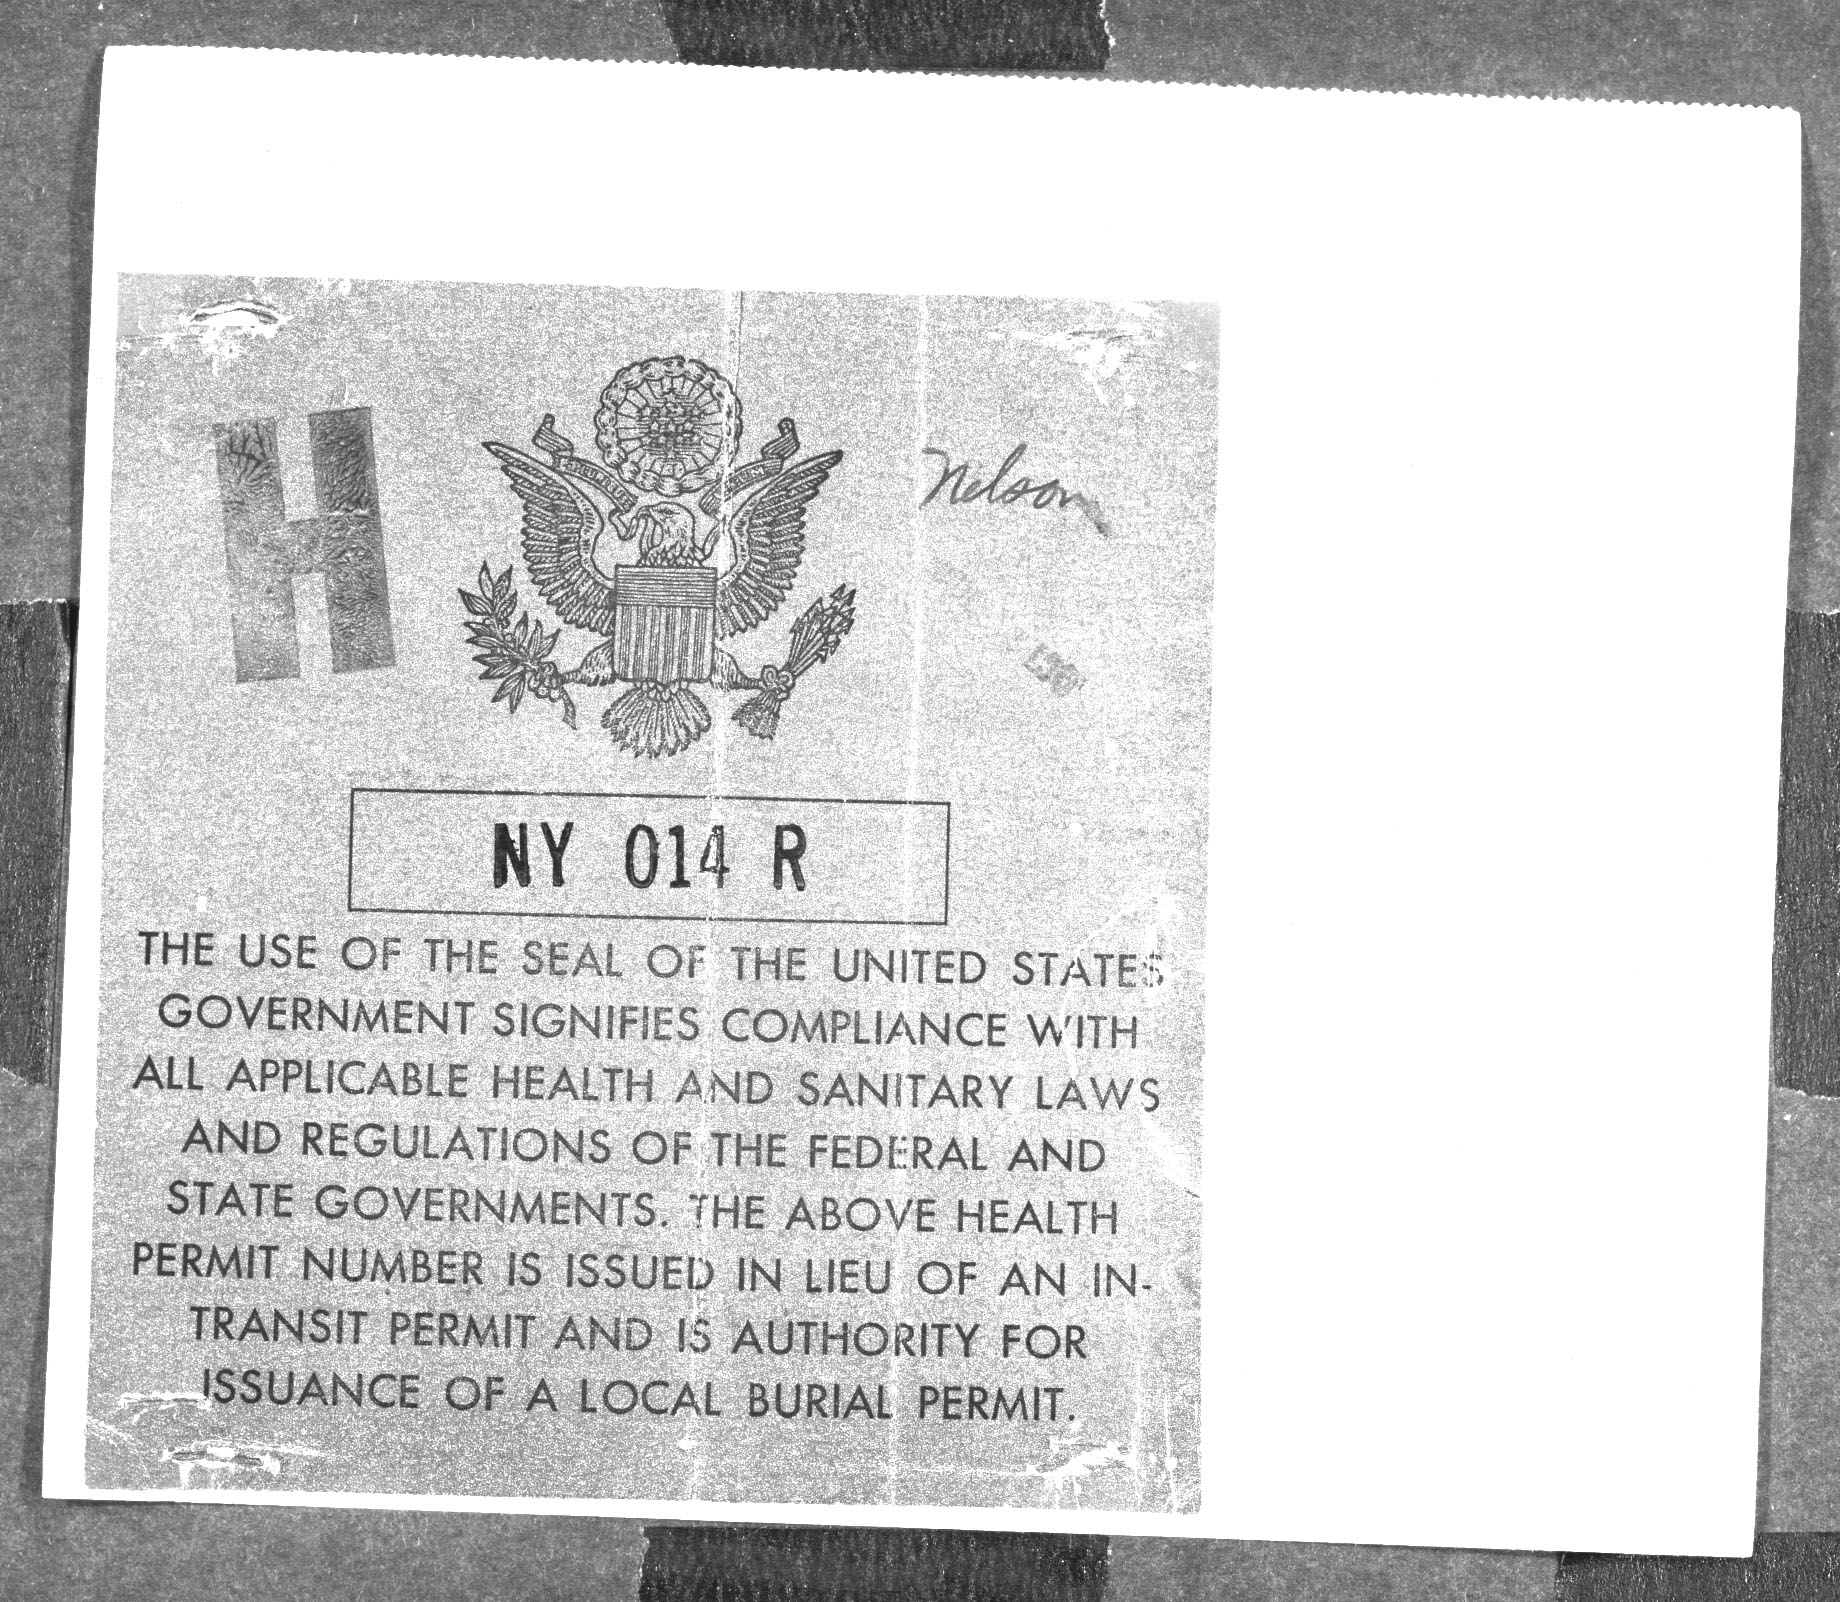 H
Nelson
NY 014 R
THE USE OF THE SEAL OF THE UNITED STATES
GOVERNMENT SIGNIFIES COMPLIANCE WITH
ALL APPLICABLE HEALTH AND SANITARY LAWS
AND REGULATIONS OF THE FEDERAL AND
STATE GOVERNMENTS. THE ABOVE HEALTH
PERMIT NUMBER IS ISSUED IN LIEU OF AN IN-
TRANSIT PERMIT AND IS AUTHORITY FOR
ISSUANCE OF A LOCAL BURIAL PERMIT.